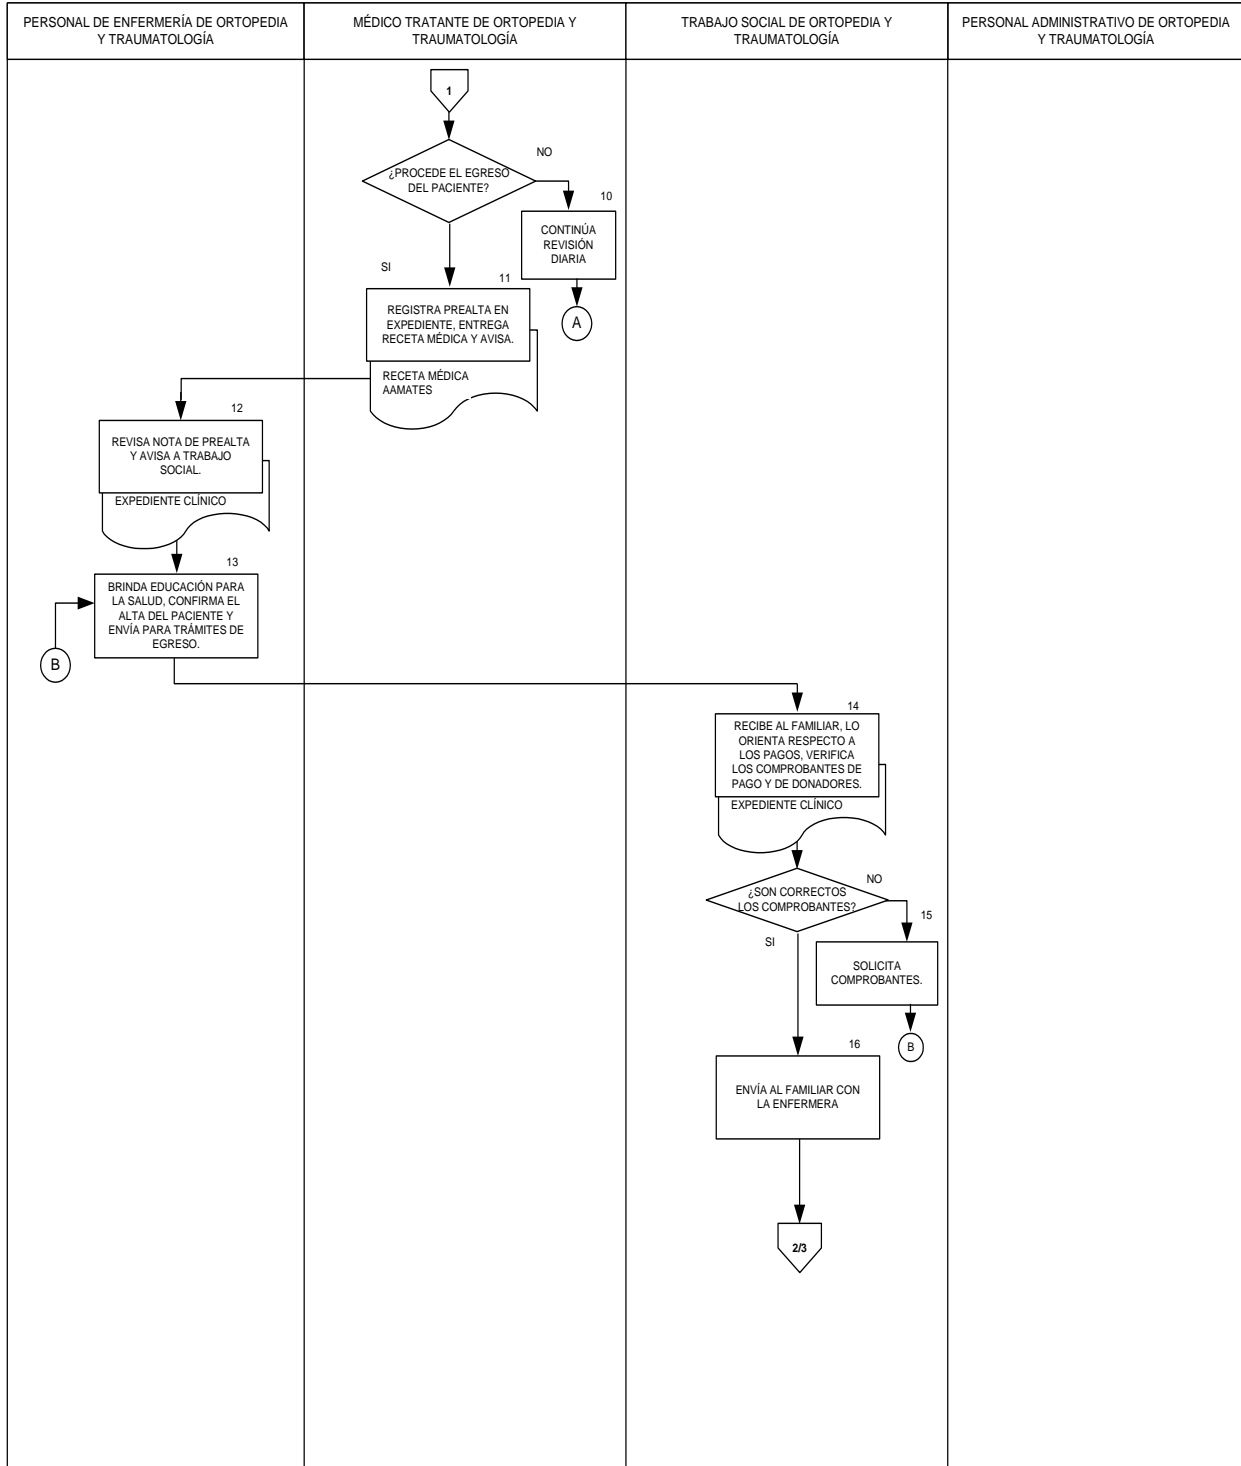 PERSONAL DE ENFERMERÍA DE ORTOPEDIA
Y TRAUMATOLOGÍA
MÉDICO TRATANTE DE ORTOPEDIA Y
TRAUMATOLOGÍA
TRABAJO SOCIAL DE ORTOPEDIA Y
TRAUMATOLOGÍA
PERSONAL ADMINISTRATIVO DE ORTOPEDIA
Y TRAUMATOLOGÍA
1
¿PROCEDE EL EGRESO
DEL PACIENTE?
NO
10
CONTINÚA
REVISIÓN
DIARIA
A
SI
11
REGISTRA PREALTA EN
EXPEDIENTE, ENTREGA
RECETA MÉDICA Y AVISA.
RECETA MÉDICA
AAMATES
12
REVISA NOTA DE PREALTA
Y AVISA A TRABAJO
SOCIAL.
EXPEDIENTE CLÍNICO
13
BRINDA EDUCACIÓN PARA
LA SALUD, CONFIRMA EL
ALTA DEL PACIENTE Y
ENVÍA PARA TRÁMITES DE
EGRESO.
B
14
RECIBE AL FAMILIAR, LO
ORIENTA RESPECTO A
LOS PAGOS, VERIFICA
LOS COMPROBANTES DE
PAGO Y DE DONADORES.
EXPEDIENTE CLÍNICO
¿SON CORRECTOS
LOS COMPROBANTES?
NO
15
SOLICITA
COMPROBANTES.
B
SI
16
ENVÍA AL FAMILIAR CON
LA ENFERMERA
2/3